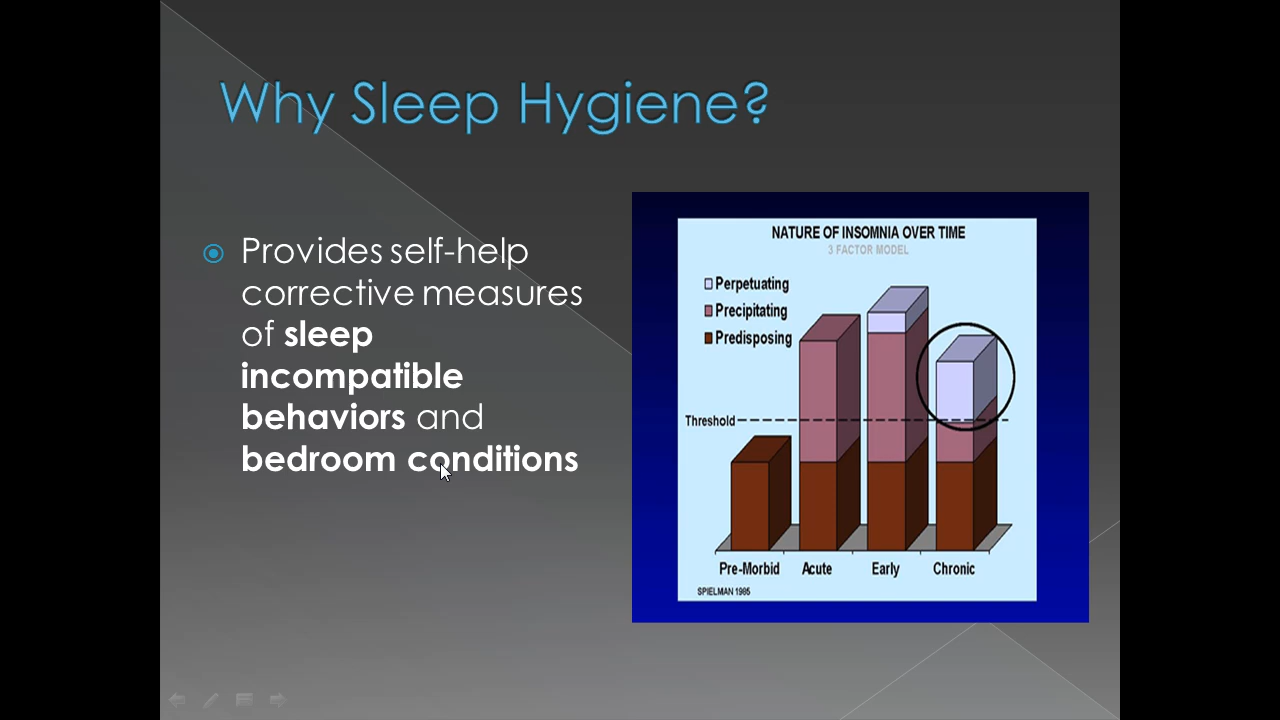 Why Sleep Hygiene?
Provides self-help
corrective measures
of sleep
incompatible
behaviors and
bedroom conditions
NATURE OF INSOMNIA OVER TIME
3 FACTOR MODEL
Perpetuating
Precipitating
Predisposing
Threshold
Pre-Morbid Acute Early Chronic
SPIELMAN 1985